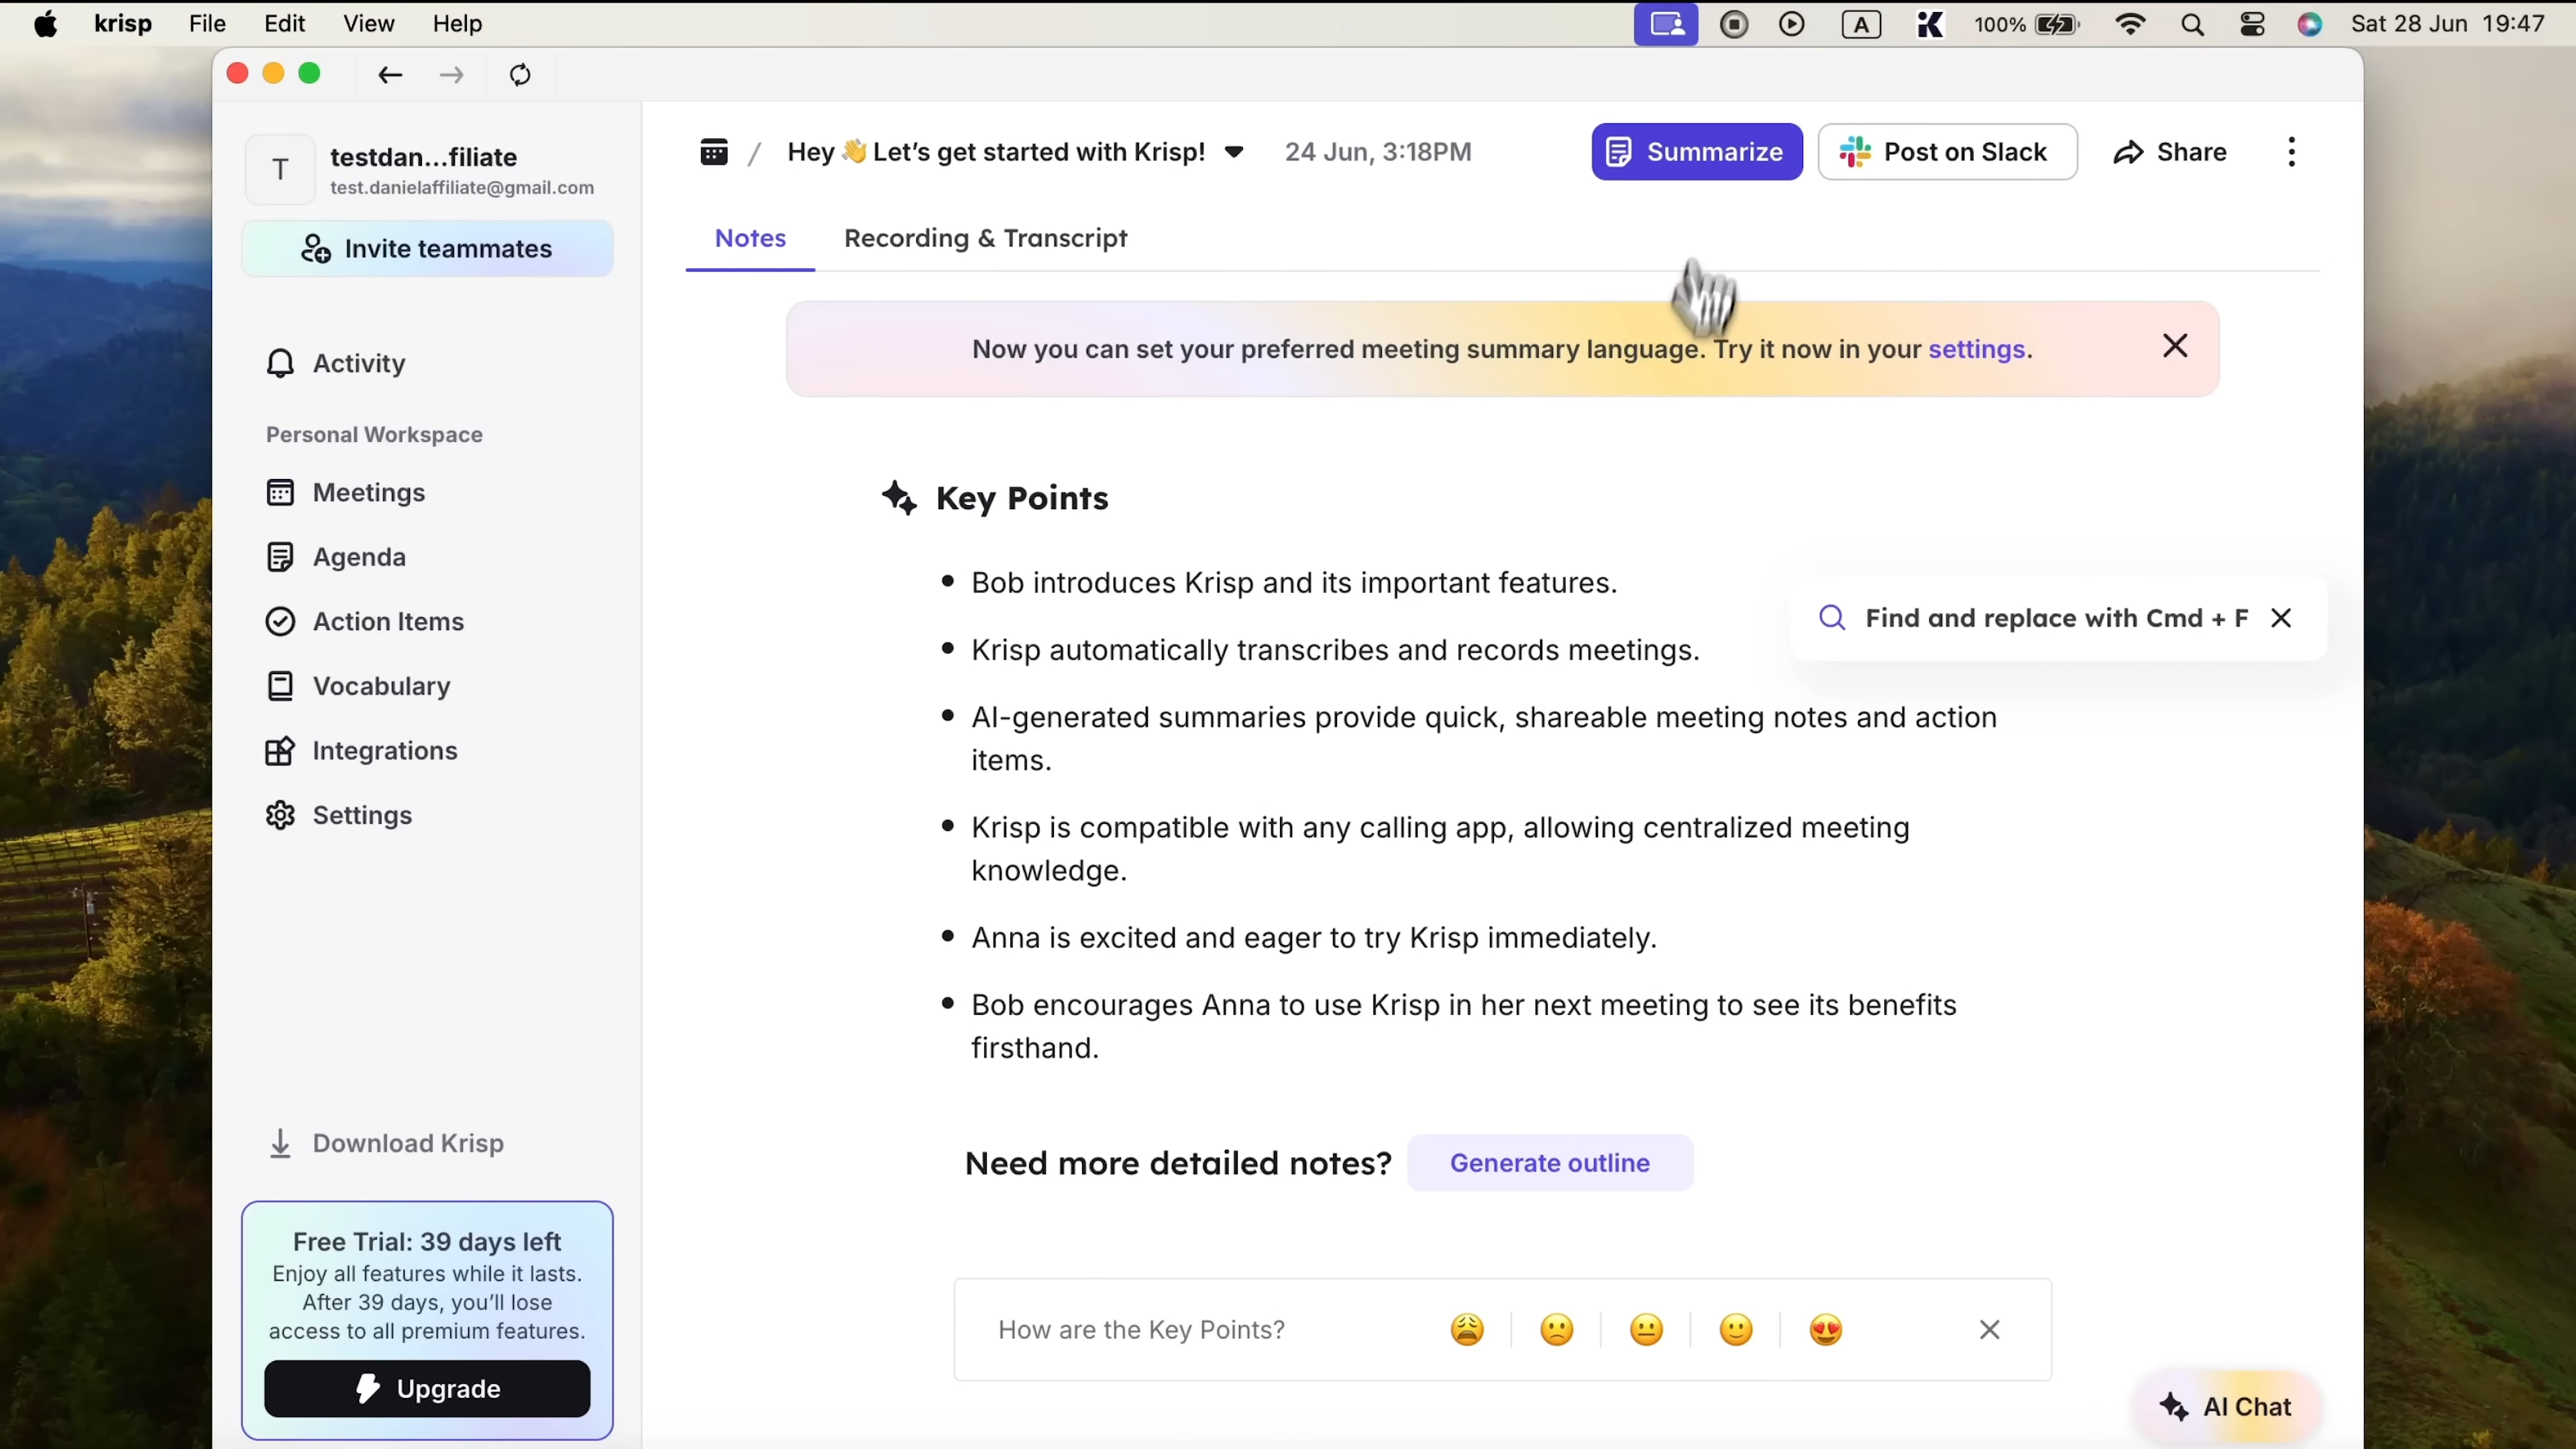 krisp File Edit View Help A 100% Sat 28 Jun 19:47
T
testdan...filiate
test.danielaffiliate@gmail.com
Invite teammates
Activity
Personal Workspace
Meetings
Agenda
Action Items
Vocabulary
Integrations
Settings
Download Krisp
Free Trial: 39 days left
Enjoy all features while it lasts.
After 39 days, you'll lose
access to all premium features.
Upgrade
/ Hey 👋 Let's get started with Krisp! 24 Jun, 3:18PM
Summarize
Post on Slack
Share
Notes Recording & Transcript
Now you can set your preferred meeting summary language. Try it now in your settings.
Key Points
• Bob introduces Krisp and its important features.
Find and replace with Cmd + F
• Krisp automatically transcribes and records meetings.
• AI-generated summaries provide quick, shareable meeting notes and action
items.
• Krisp is compatible with any calling app, allowing centralized meeting
knowledge.
• Anna is excited and eager to try Krisp immediately.
• Bob encourages Anna to use Krisp in her next meeting to see its benefits
firsthand.
Need more detailed notes? Generate outline
How are the Key Points?
AI Chat